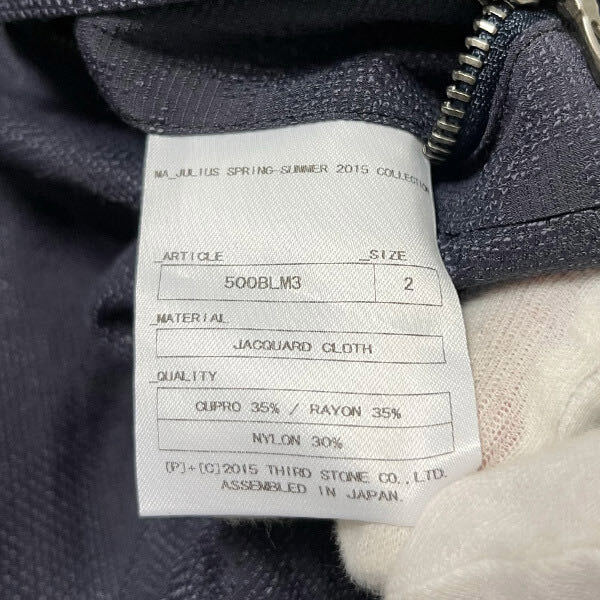 MA_JULIUS SPRING-SUMMER 2015 COLLECTION
_ARTICLE _SIZE
500BLM3 2
_MATERIAL
JACQUARD CLOTH
_QUALITY
CUPRO 35% / RAYON 35%
NYLON 30%
[P]+[C]2015 THIRD STONE CO., LTD.
ASSEMBLED IN JAPAN.